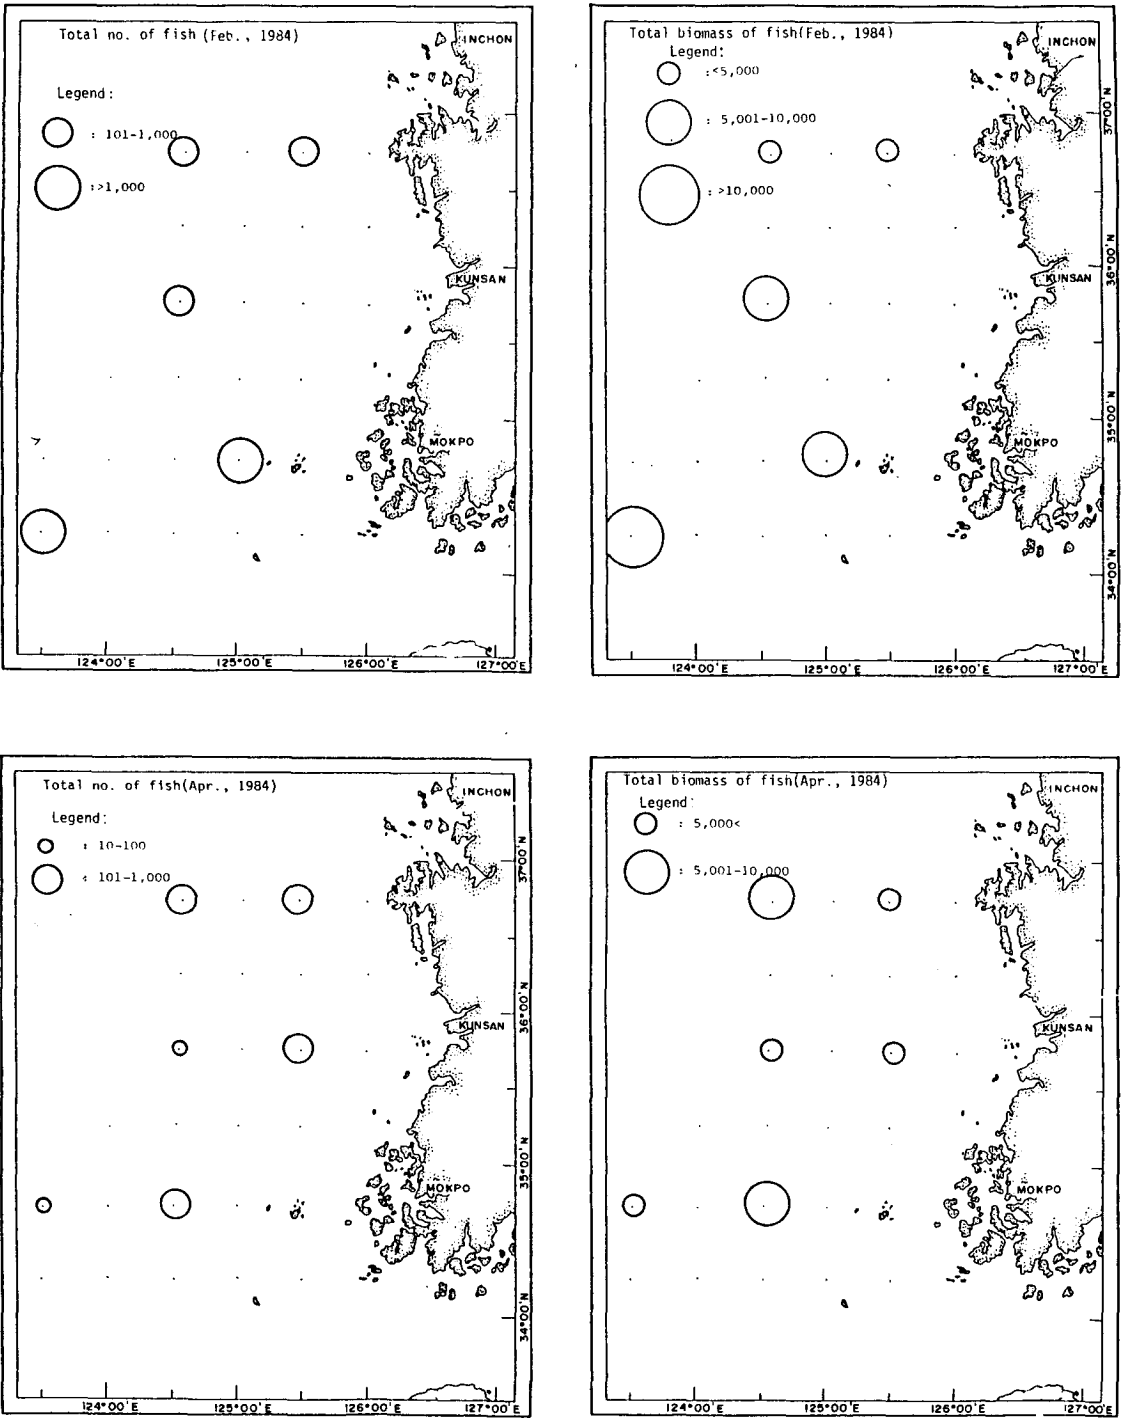 Total no. of fish (Feb., 1984)
INCHON
Legend:
: 101-1,000
:>1,000
KUNSAN
MOKPO
124°00'E
125°00'E
126°00'E
127°00'E
Total biomass of fish(Feb., 1984)
Legend:
INCHON
:<5,000
: 5,001-10,000
:>10,000
37°00'N
36°00'N
KUNSAN
35°00'N
MOKPO
34°00'N
124°00'E
125°00'E
126°00'E
127°00'E
Total no. of fish(Apr., 1984)
INCHON
Legend:
: 10-100
: 101-1,000
37°00'N
36°00'N
KUNSAN
35°00'N
MOKPO
34°00'N
124°00'E
125°00'E
126°00'E
127°00'E
Total biomass of fish(Apr., 1984)
INCHON
Legend:
: 5,000<
: 5,001-10,000
KUNSAN
MOKPO
124°00'E
125°00'E
126°00'E
127°00'E